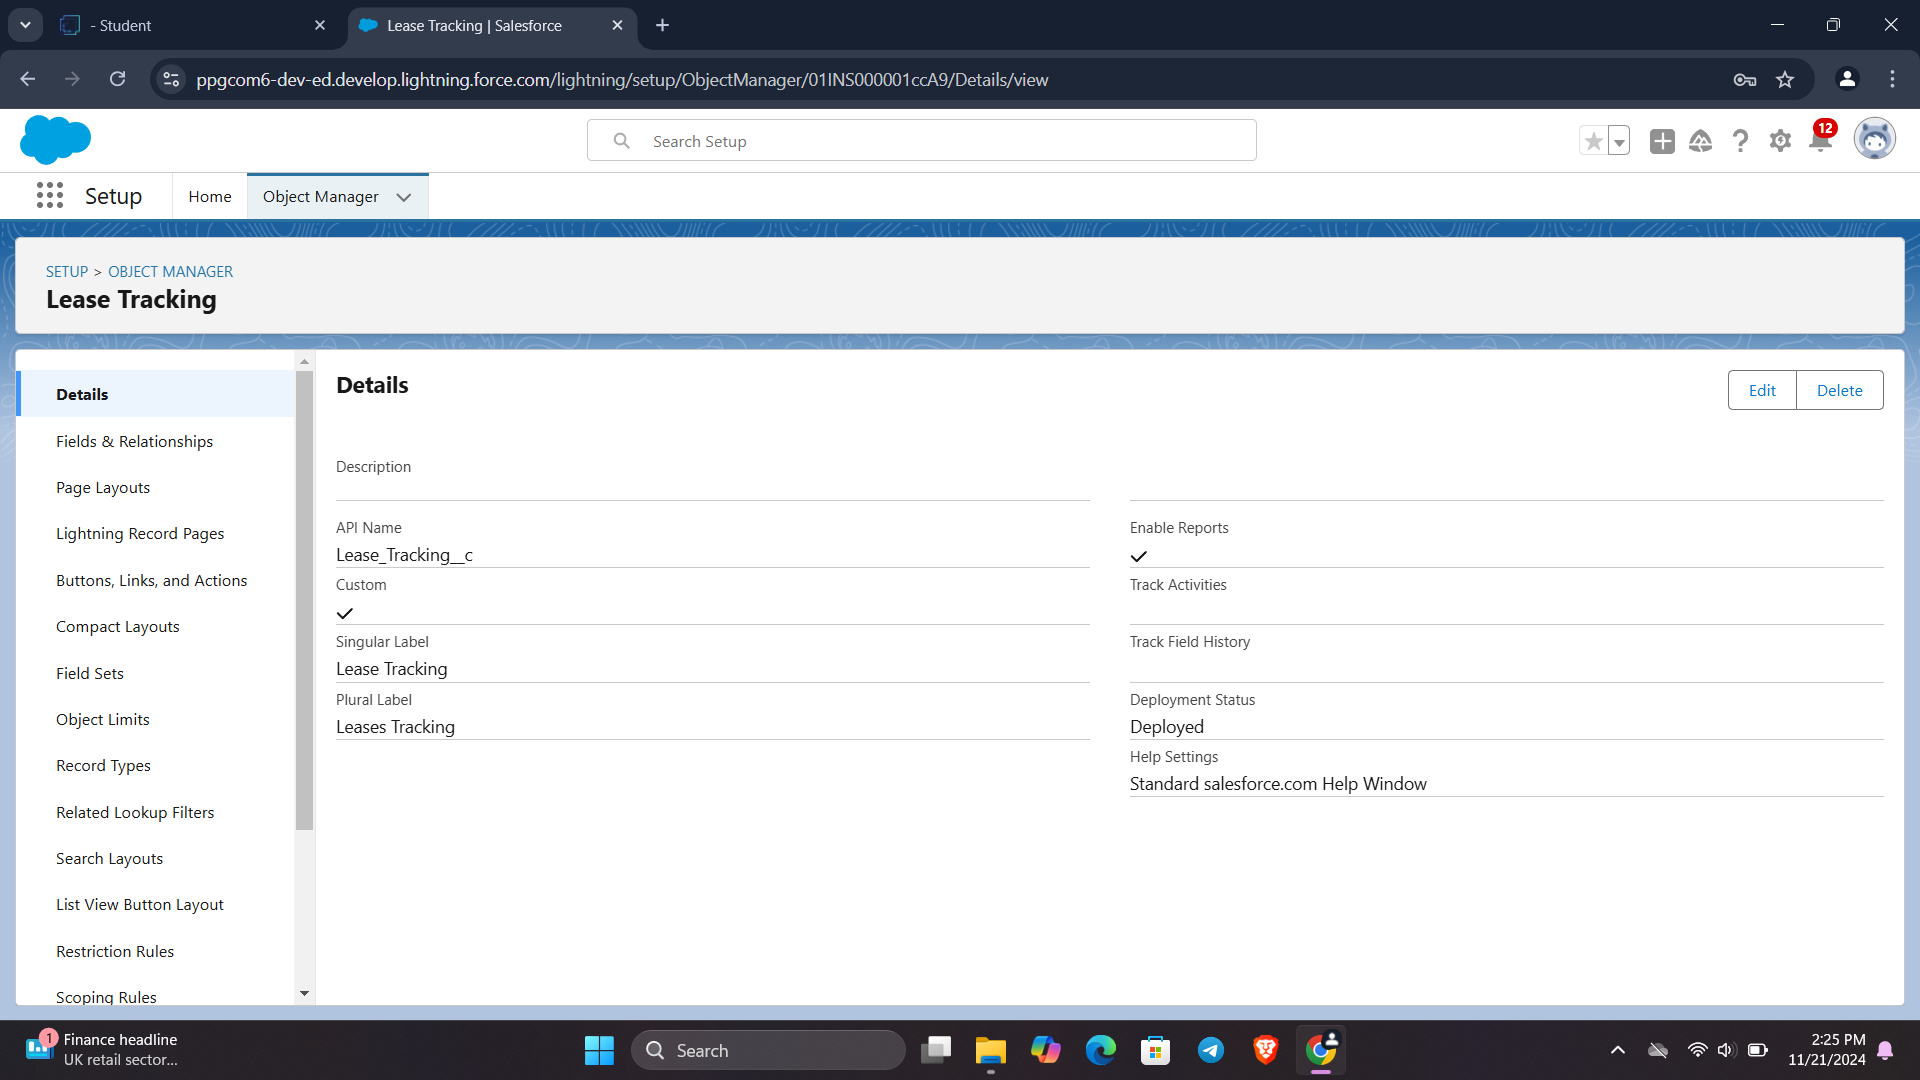 - Student
Lease Tracking | Salesforce
ppgcom6-dev-ed.develop.lightning.force.com/lightning/setup/ObjectManager/01INS000001ccA9/Details/view
Search Setup
12
Setup
Home
Object Manager
SETUP > OBJECT MANAGER
Lease Tracking
Details
Fields & Relationships
Page Layouts
Lightning Record Pages
Buttons, Links, and Actions
Compact Layouts
Field Sets
Object Limits
Record Types
Related Lookup Filters
Search Layouts
List View Button Layout
Restriction Rules
Scoping Rules
Details
Edit
Delete
Description
API Name
Lease_Tracking__c
Custom
Singular Label
Lease Tracking
Plural Label
Leases Tracking
Enable Reports
Track Activities
Track Field History
Deployment Status
Deployed
Help Settings
Standard salesforce.com Help Window
1
Finance headline
UK retail sector...
Search
2:25 PM
11/21/2024